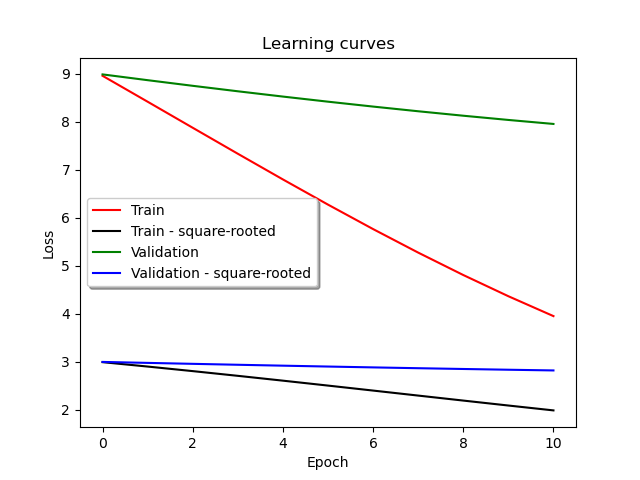 Learning curves
9
8
7
6
5
4
3
2
Loss
Train
Train - square-rooted
Validation
Validation - square-rooted
0 2 4 6 8 10
Epoch